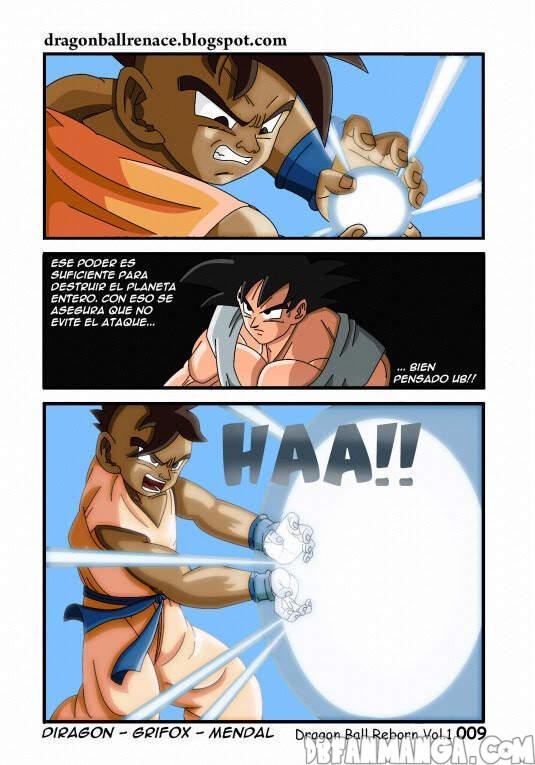 dragonballrenace.blogspot.com
ESE PODER ES
SUFICIENTE PARA
DESTRUIR EL PLANETA
ENTERO. CON ESO SE
ASEGURA QUE NO
EVITE EL ATAQUE...
... BIEN
PENSADO UB!!
HAA!!
DIRAGON - GRIFOX - MENDAL
Dragon Ball Reborn Vol.1 009
DBFANMANGA.COM